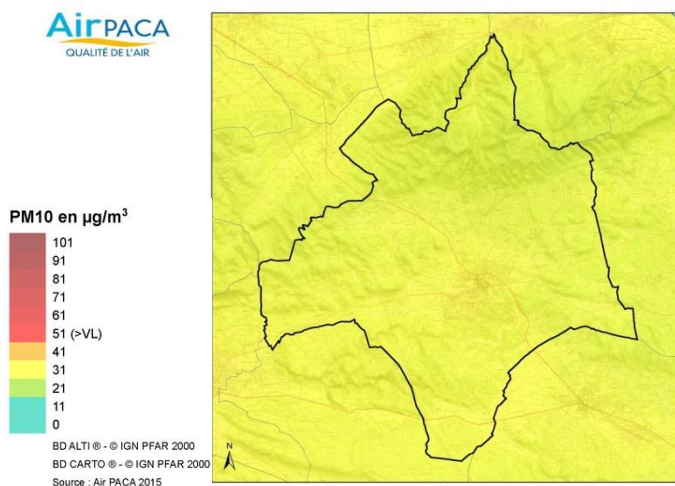 AirPACA
QUALITÉ DE L'AIR
PM10 en µg/m³
101
91
81
71
61
51 (>VL)
41
31
21
11
0
BD ALTI ® - © IGN PFAR 2000
BD CARTO ® - © IGN PFAR 2000
Source : Air PACA 2015
N